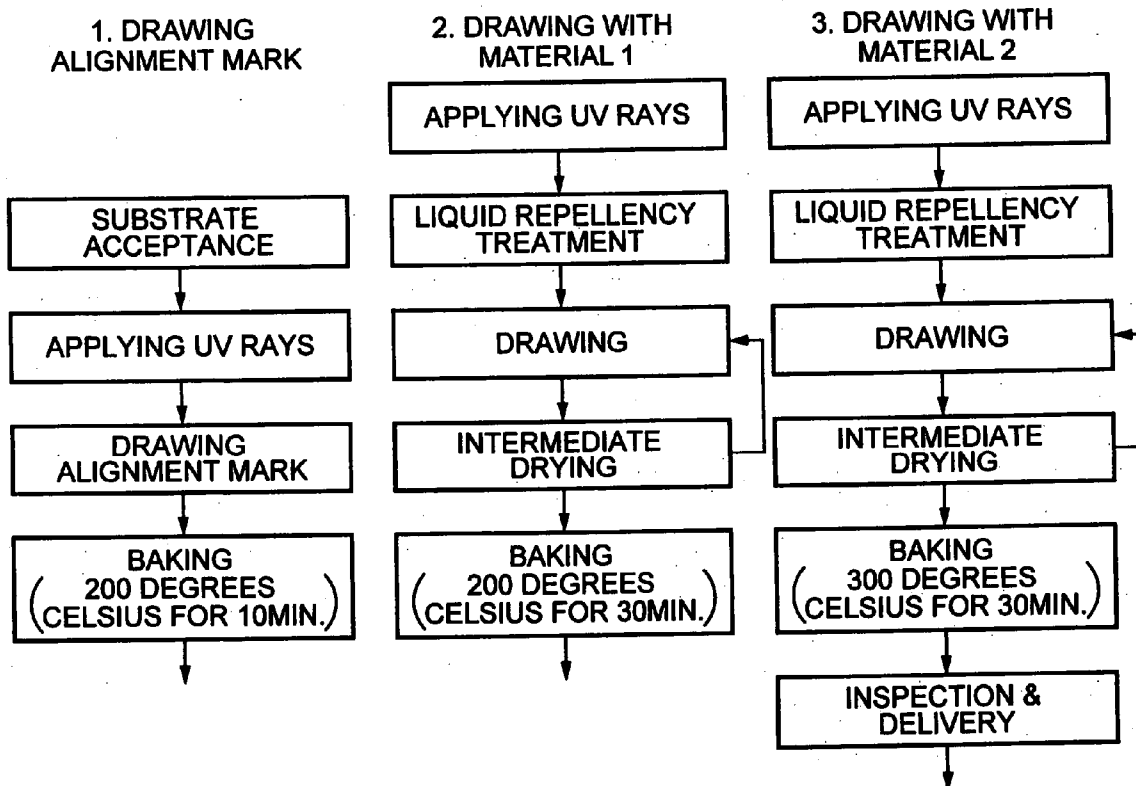 1. DRAWING
ALIGNMENT MARK
SUBSTRATE
ACCEPTANCE
APPLYING UV RAYS
DRAWING
ALIGNMENT MARK
BAKING
(200 DEGREES
CELSIUS FOR 10MIN.)
2. DRAWING WITH
MATERIAL 1
APPLYING UV RAYS
LIQUID REPELLENCY
TREATMENT
DRAWING
INTERMEDIATE
DRYING
BAKING
(200 DEGREES
CELSIUS FOR 30MIN.)
3. DRAWING WITH
MATERIAL 2
APPLYING UV RAYS
LIQUID REPELLENCY
TREATMENT
DRAWING
INTERMEDIATE
DRYING
BAKING
(300 DEGREES
CELSIUS FOR 30MIN.)
INSPECTION &
DELIVERY